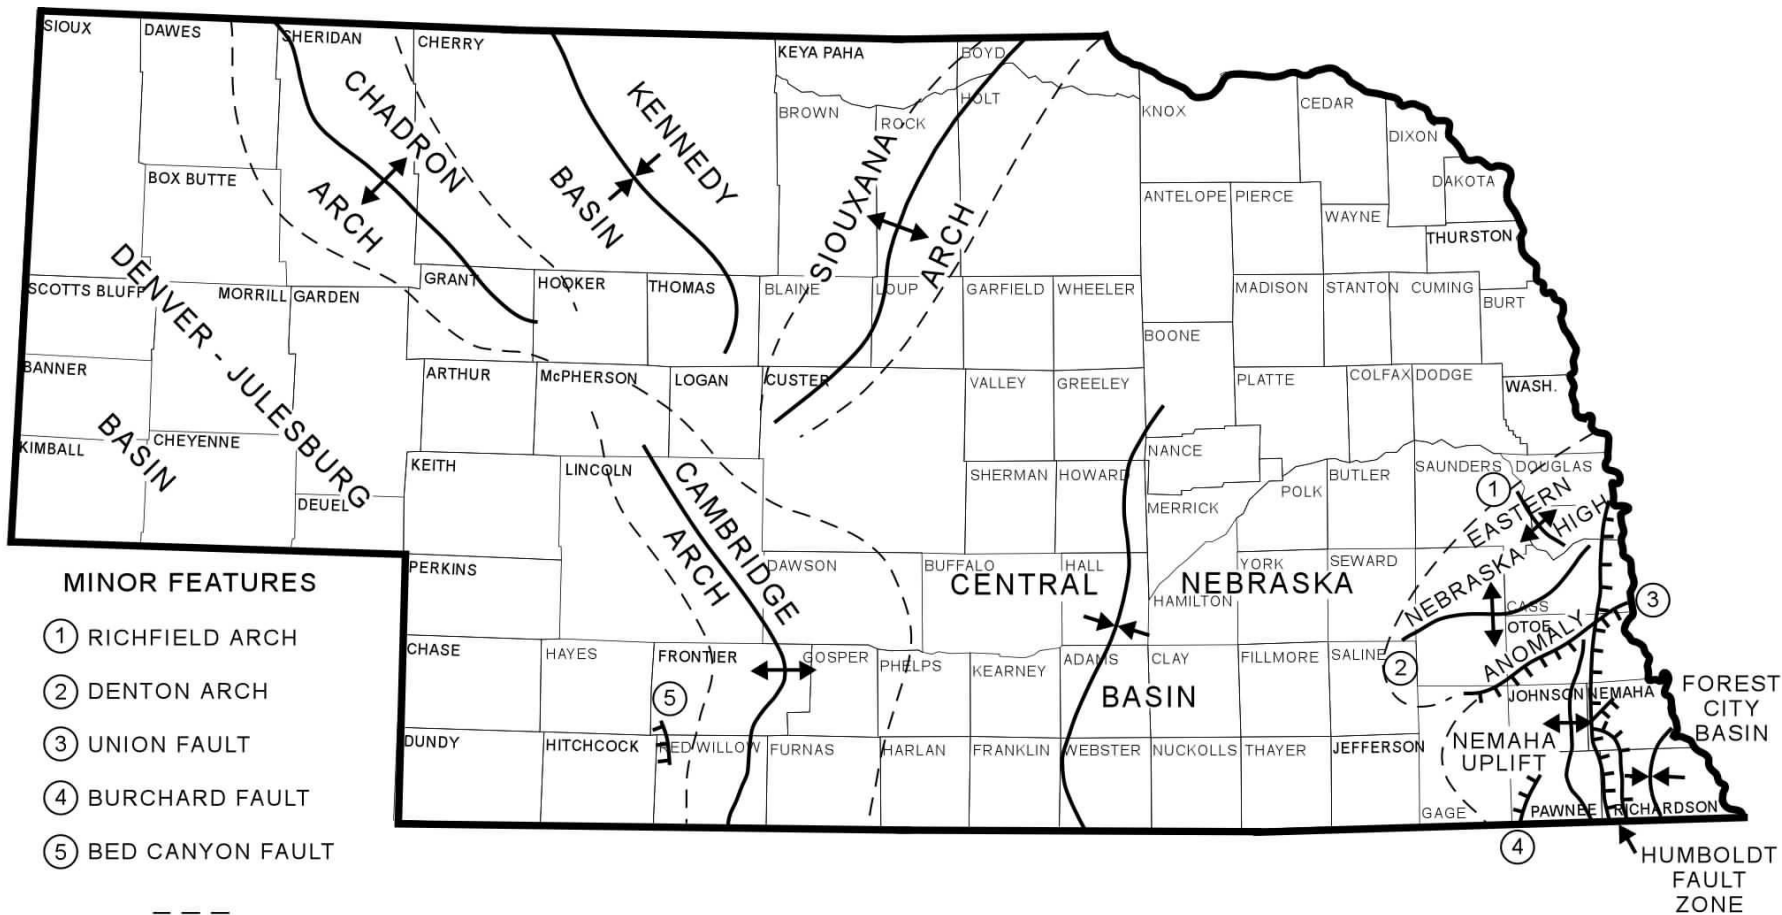 SIOUX
DAWES
SHERIDAN
CHERRY
KEYA PAHA
BOYD
HOLT
BROWN
ROCK
KNOX
CEDAR
DIXON
DAKOTA
CHADRON
ARCH
KENNEDY
BASIN
SIOUXANA
ARCH
BOX BUTTE
ANTELOPE
PIERCE
WAYNE
THURSTON
SCOTTS BLUFF
MORRILL
GARDEN
GRANT
HOOKER
THOMAS
BLAINE
LOUP
GARFIELD
WHEELER
MADISON
STANTON
CUMING
BURT
DENVER - JULESBURG
BASIN
BOONE
BANNER
ARTHUR
McPHERSON
LOGAN
CUSTER
VALLEY
GREELEY
PLATTE
COLFAX
DODGE
WASH.
KIMBALL
CHEYENNE
KEITH
LINCOLN
CAMBRIDGE
ARCH
SHERMAN
HOWARD
NANCE
MERRICK
POLK
BUTLER
SAUNDERS
DOUGLAS
1
EASTERN
NEBRASKA
HIGH
DEUEL
PERKINS
DAWSON
BUFFALO
HALL
YORK
SEWARD
HAMILTON
CASS
OTOE
CENTRAL
NEBRASKA
BASIN
3
ANOMALY
2
CHASE
HAYES
FRONTIER
GOSPER
PHELPS
KEARNEY
ADAMS
CLAY
FILLMORE
SALINE
JOHNSON
NEMAHA
FOREST
CITY
BASIN
5
DUNDY
HITCHCOCK
RED WILLOW
FURNAS
HARLAN
FRANKLIN
WEBSTER
NUCKOLLS
THAYER
JEFFERSON
NEMAHA
UPLIFT
GAGE
PAWNEE
RICHARDSON
4
HUMBOLDT
FAULT
ZONE
MINOR FEATURES
1 RICHFIELD ARCH
2 DENTON ARCH
3 UNION FAULT
4 BURCHARD FAULT
5 BED CANYON FAULT